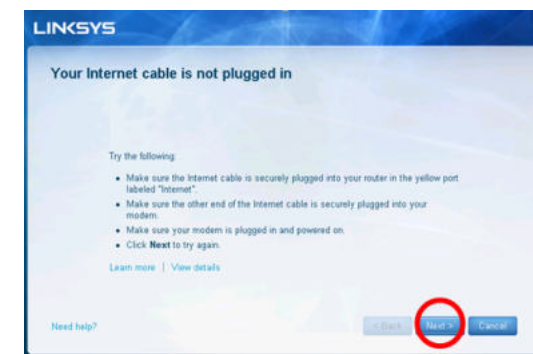 LINKSYS
Your Internet cable is not plugged in
Try the following:
• Make sure the Internet cable is securely plugged into your router in the yellow port
labeled "Internet".
• Make sure the other end of the Internet cable is securely plugged into your
modem.
• Make sure your modem is plugged in and powered on.
• Click Next to try again.
Learn more | View details
Need help? < Back Next > Cancel